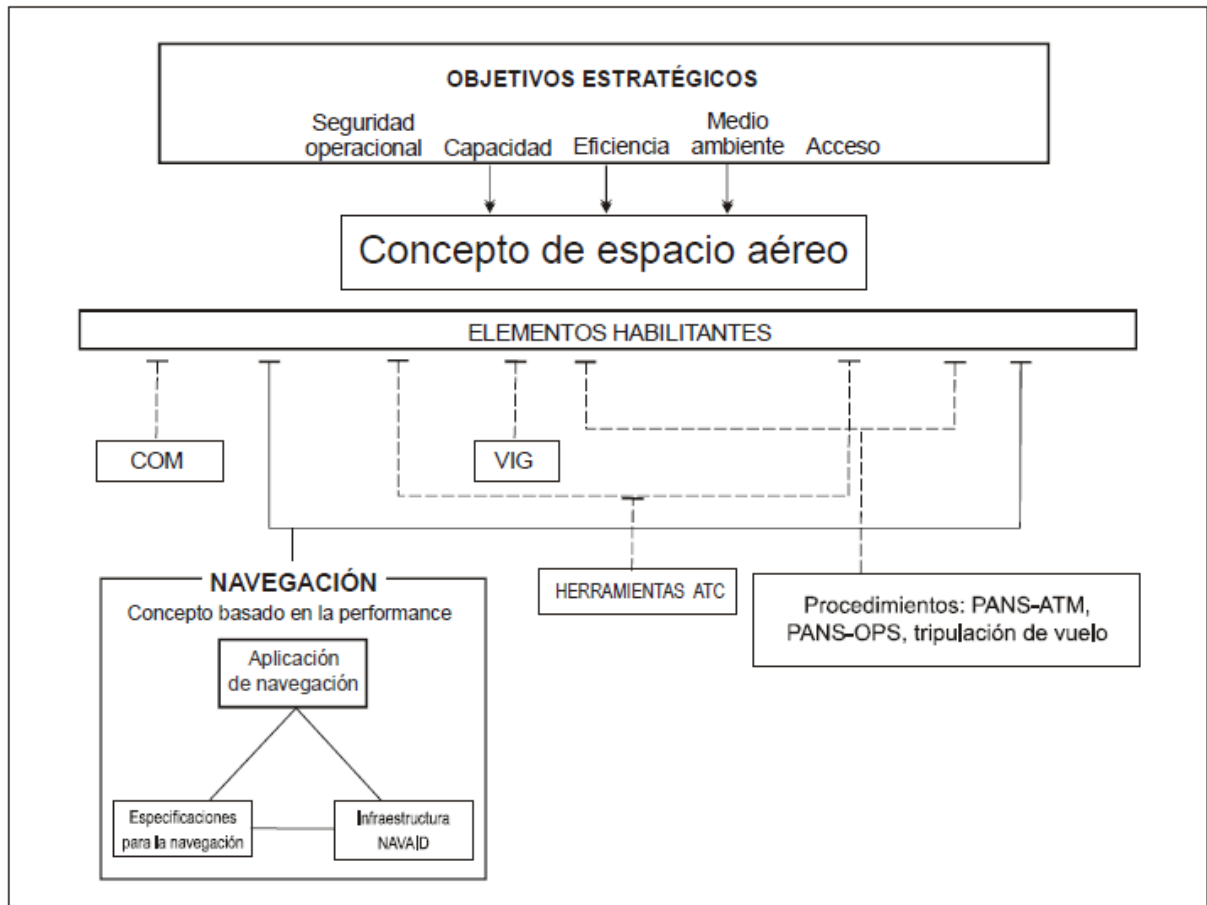 OBJETIVOS ESTRATÉGICOS
Seguridad
operacional
Capacidad
Eficiencia
Medio
ambiente
Acceso
Concepto de espacio aéreo
ELEMENTOS HABILITANTES
COM
VIG
HERRAMIENTAS ATC
Procedimientos: PANS-ATM,
PANS-OPS, tripulación de vuelo
NAVEGACIÓN
Concepto basado en la performance
Aplicación
de navegación
Especificaciones
para la navegación
Infraestructura
NAVAID